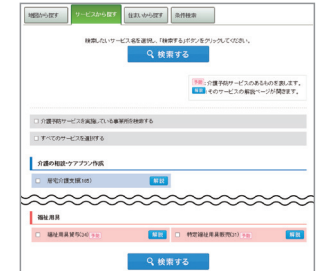 地図から探す サービスから探す 住まいから探す 条件検索
検索したいサービス名を選択し、「検索する」ボタンをクリックしてください。
検索する
予防:介護予防サービスのあるものを表します。
解説:そのサービスの解説ページが開きます。
介護予防サービスを実施している事業所を検索する
すべてのサービスを選択する
介護の相談・ケアプラン作成
居宅介護支援(165) 解説
福祉用具
福祉用具貸与(24) 予防 解説 特定福祉用具販売(21) 予防 解説
検索する